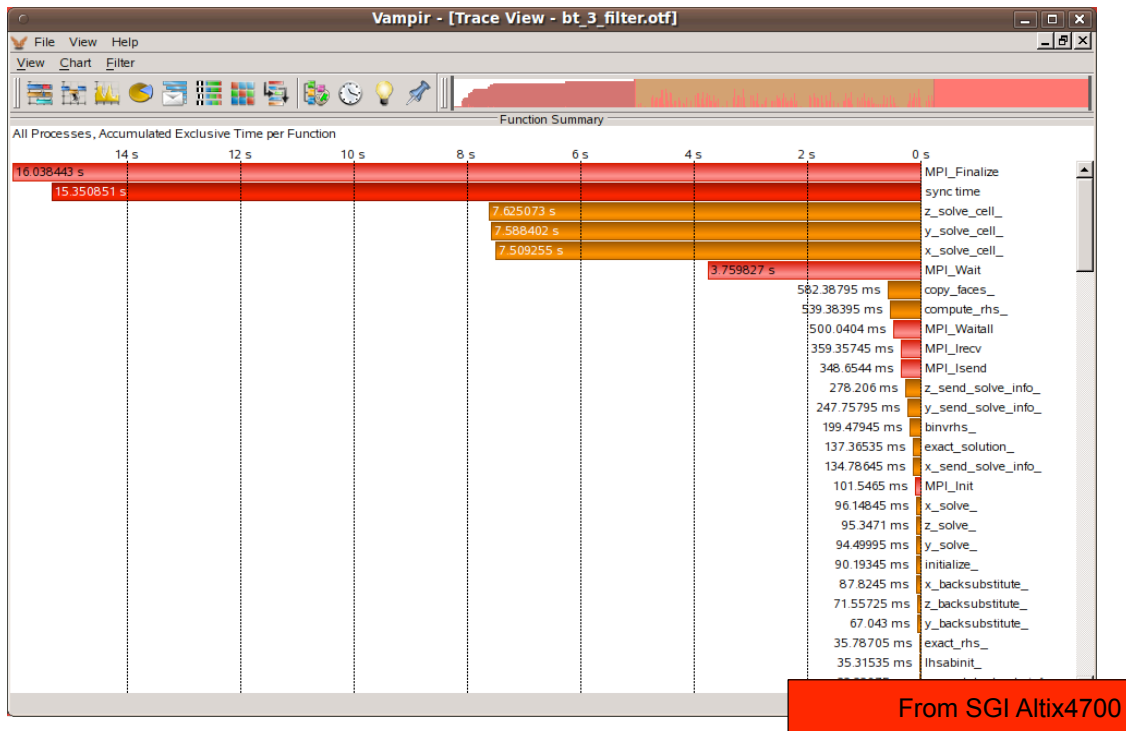 Vampir - [Trace View - bt_3_filter.otf]
File View Help
View Chart Filter
Function Summary
All Processes, Accumulated Exclusive Time per Function
14 s 12 s 10 s 8 s 6 s 4 s 2 s 0 s
16.038443 s MPI_Finalize
15.350851 s sync time
7.625073 s z_solve_cell_
7.588402 s y_solve_cell_
7.509255 s x_solve_cell_
3.759827 s MPI_Wait
582.38795 ms copy_faces_
539.38395 ms compute_rhs_
500.0404 ms MPI_Waitall
359.35745 ms MPI_Irecv
348.6544 ms MPI_Isend
278.206 ms z_send_solve_info_
247.75795 ms y_send_solve_info_
199.47945 ms binvrhs_
137.36535 ms exact_solution_
134.78645 ms x_send_solve_info_
101.5465 ms MPI_Init
96.14845 ms x_solve_
95.3471 ms z_solve_
94.49995 ms y_solve_
90.19345 ms initialize_
87.8245 ms x_backsubstitute_
71.55725 ms z_backsubstitute_
67.043 ms y_backsubstitute_
35.78705 ms exact_rhs_
35.31535 ms lhsabinit_
From SGI Altix4700